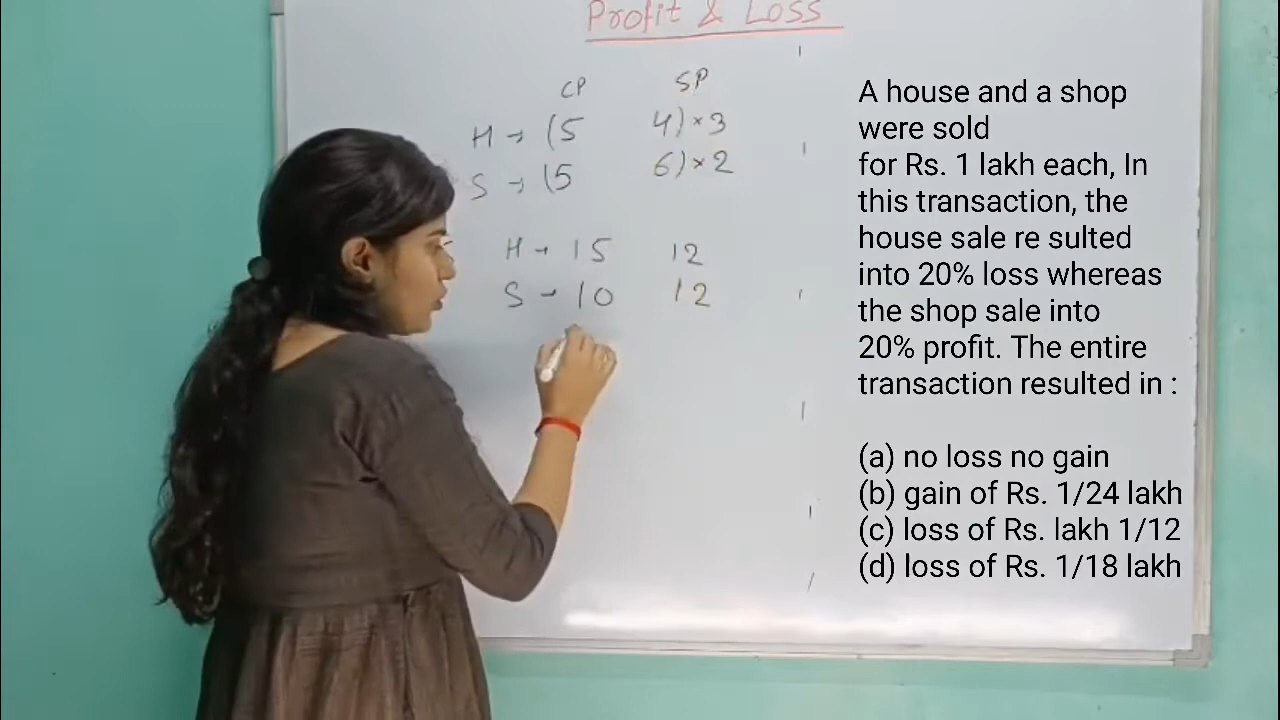 Profit & Loss
CP SP
H → (5 4) × 3
S → (5 6) × 2
H → 15 12
S → 10 12
A house and a shop
were sold
for Rs. 1 lakh each, In
this transaction, the
house sale re sulted
into 20% loss whereas
the shop sale into
20% profit. The entire
transaction resulted in :
(a) no loss no gain
(b) gain of Rs. 1/24 lakh
(c) loss of Rs. lakh 1/12
(d) loss of Rs. 1/18 lakh